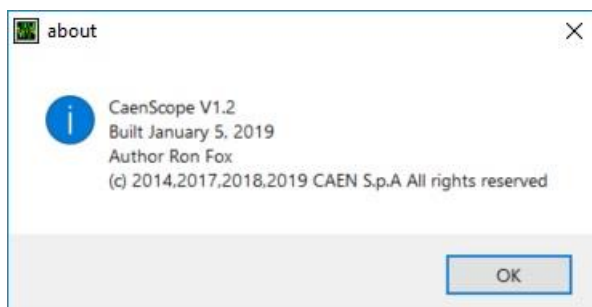 about
CaenScope V1.2
Built January 5, 2019
Author Ron Fox
(c) 2014,2017,2018,2019 CAEN S.p.A All rights reserved
OK